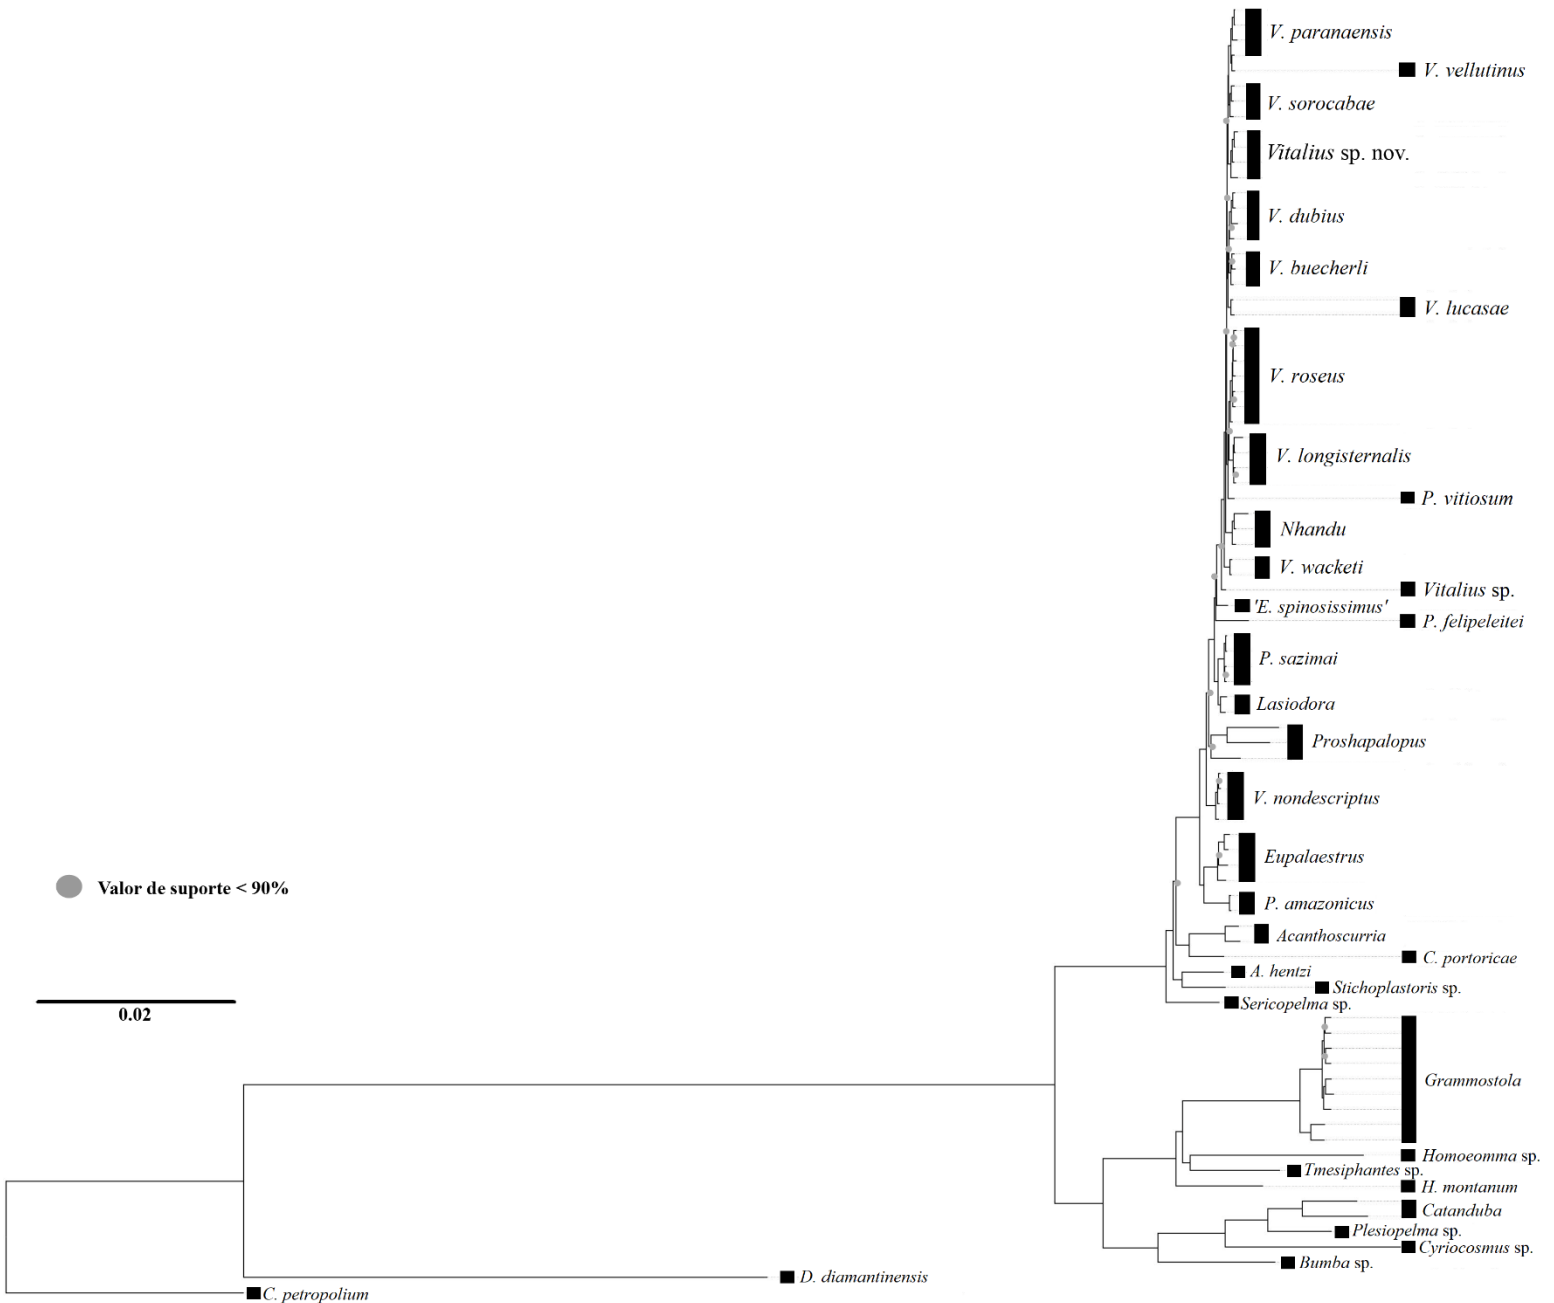 V. paranaensis
V. vellutinus
V. sorocabae
Vitalius sp. nov.
V. dubius
V. buecherli
V. lucasae
V. roseus
V. longisternalis
P. vitiosum
Nhandu
V. wacketi
Vitalius sp.
'E. spinosissimus'
P. felipeleitei
P. sazimai
Lasiodora
Proshapalopus
V. nondescriptus
Eupalaestrus
Valor de suporte < 90%
P. amazonicus
Acanthoscurria
C. portoricae
A. hentzi
Stichoplastoris sp.
Sericopelma sp.
0.02
Grammostola
Homoeomma sp.
Tmesiphantes sp.
H. montanum
Catanduba
Plesiopelma sp.
Cyriocosmus sp.
Bumba sp.
D. diamantinensis
C. petropolium